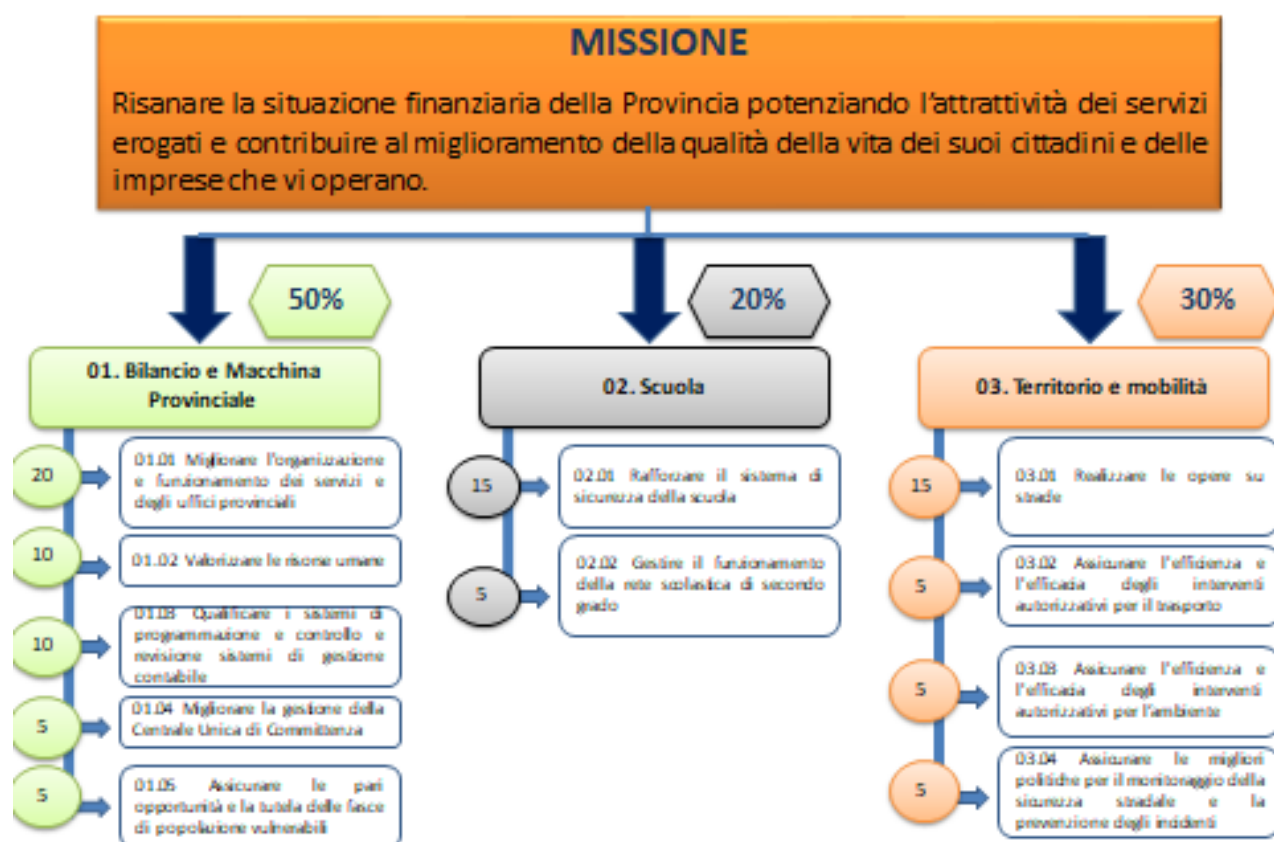 MISSIONE
Risanare la situazione finanziaria della Provincia potenziando l'attrattività dei servizi
erogati e contribuire al miglioramento della qualità della vita dei suoi cittadini e delle
imprese che vi operano.
50%
20%
30%
01. Bilancio e Macchina
Provinciale
20
01.01 Migliorare l'organizzazione
e funzionamento dei servizi e
degli uffici provinciali
10
01.02 Valorizzare le risorse umane
10
01.03 Qualificare i sistemi di
programmazione e controllo e
revisione sistemi di gestione
contabile
5
01.04 Migliorare la gestione della
Centrale Unica di Committenza
5
01.05 Assicurare le pari
opportunità e la tutela delle fasce
di popolazione vulnerabili
02. Scuola
15
02.01 Rafforzare il sistema di
sicurezza della scuola
5
02.02 Gestire il funzionamento
della rete scolastica di secondo
grado
03. Territorio e mobilità
15
03.01 Realizzare le opere su
strade
5
03.02 Assicurare l'efficienza e
l'efficacia degli interventi
autorizzativi per il trasporto
5
03.03 Assicurare l'efficienza e
l'efficacia degli interventi
autorizzativi per l'ambiente
5
03.04 Assicurare le migliori
politiche per il monitoraggio della
sicurezza stradale e la
prevenzione degli incidenti